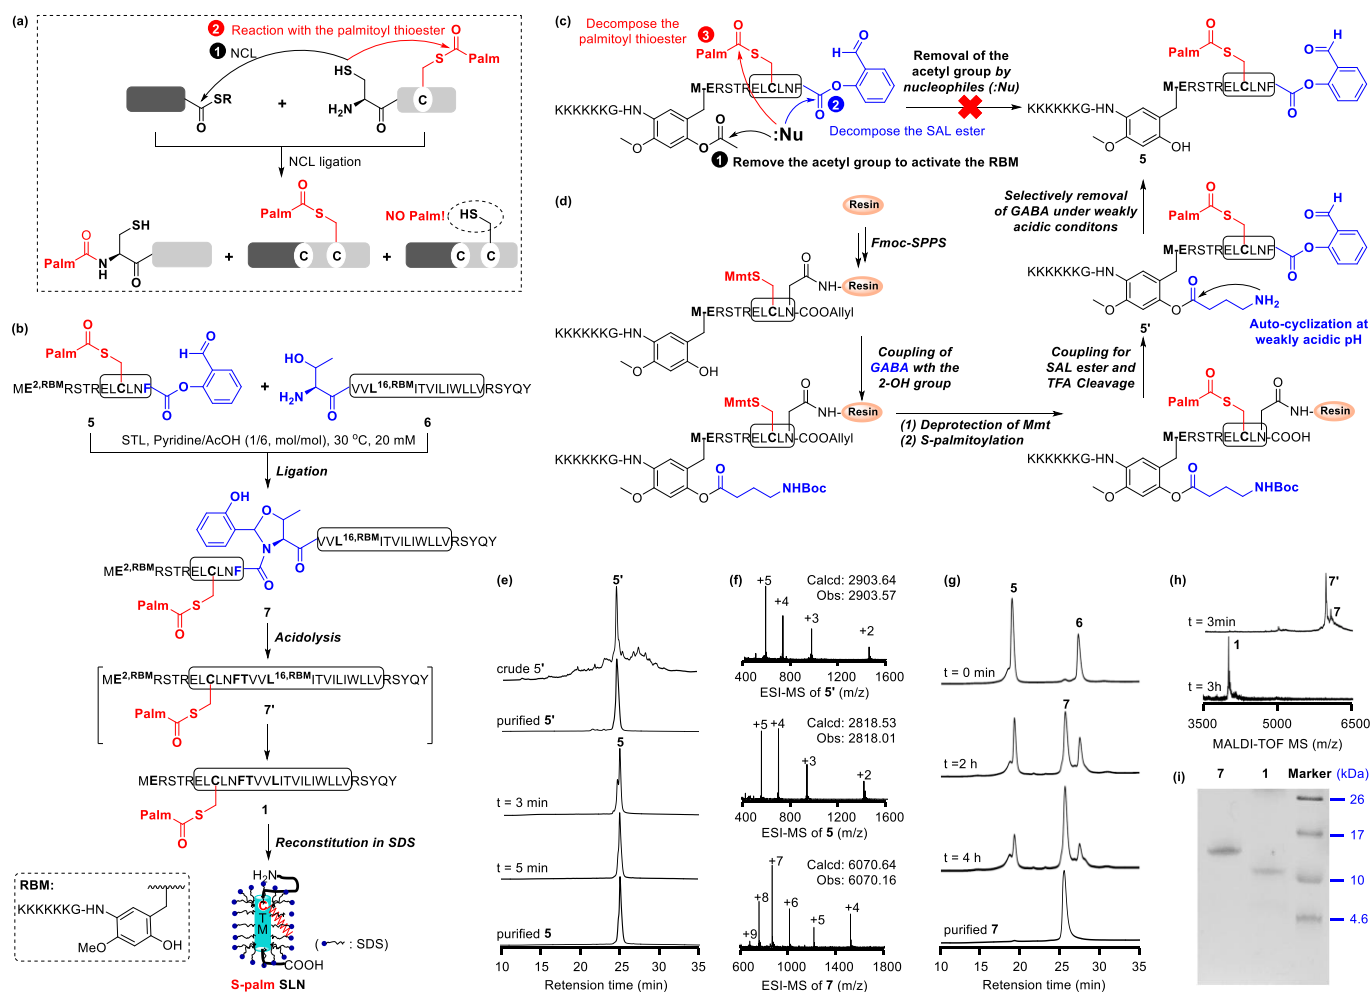 (a)
2 Reaction with the palmitoyl thioester
1 NCL
O
S
Palm
HS
SR
O
+
H2N
O
C
NCL ligation
O
Palm
S
NO Palm!
HS
SH
O
Palm
N
H
O
+
C C
+
C C
(b)
O
Palm
S
H
O
ME2,RBMRSTRELCLNF
O
O
+
HO
H2N
O
VVL16,RBMITVILIWLLVRSYQY
5
6
STL, Pyridine/AcOH (1/6, mol/mol), 30 oC, 20 mM
Ligation
OH
O
N
O
VVL16,RBMITVILIWLLVRSYQY
ME2,RBMRSTRELCLNF
O
Palm
S
O
7
Acidolysis
ME2,RBMRSTRELCLNFTVVL16,RBMITVILIWLLVRSYQY
Palm
S
O
7'
MERSTRELCLNFTVVLITVILIWLLVRSYQY
Palm
S
O
1
Reconstitution in SDS
RBM:
KKKKKKG-HN
MeO
OH
H2N
C
T
M
COOH
( : SDS)
S-palm SLN
(c)
Decompose the
palmitoyl thioester
3
O
Palm
S
H
O
M-ERSTRELCLNF
O
O
2
KKKKKKG-HN
O
O
O
:Nu
Decompose the SAL ester
1 Remove the acetyl group to activate the RBM
Removal of the
acetyl group by
nucleophiles (:Nu)
O
Palm
S
H
O
M-ERSTRELCLNF
O
O
KKKKKKG-HN
O
OH
5
(d)
Resin
Fmoc-SPPS
MmtS
O
NH-Resin
M-ERSTRELCLN-COOAllyl
KKKKKKG-HN
O
OH
Coupling of
GABA wth the
2-OH group
MmtS
O
NH-Resin
M-ERSTRELCLN-COOAllyl
KKKKKKG-HN
O
O
O
NHBoc
(1) Deprotection of Mmt
(2) S-palmitoylation
O
Palm
S
O
NH-Resin
M-ERSTRELCLN-COOH
KKKKKKG-HN
O
O
O
NHBoc
Coupling for
SAL ester and
TFA Cleavage
5'
Auto-cyclization at
weakly acidic pH
O
Palm
S
H
O
M-ERSTRELCLNF
O
O
KKKKKKG-HN
O
O
O
NH2
Selectively removal
of GABA under weakly
acidic conditons
(e)
5'
crude 5'
purified 5'
5
t = 3 min
t = 5 min
purified 5
10 15 20 25 30 35
Retension time (min)
(f)
+5
+4
+3
+2
Calcd: 2903.64
Obs: 2903.57
400 800 1200 1600
ESI-MS of 5' (m/z)
+5
+4
+3
+2
Calcd: 2818.53
Obs: 2818.01
400 800 1200 1600
ESI-MS of 5 (m/z)
+9
+8
+7
+6
+5
+4
Calcd: 6070.64
Obs: 6070.16
600 1000 1400 1800
ESI-MS of 7 (m/z)
(g)
5
6
t = 0 min
7
t =2 h
t = 4 h
purified 7
10 15 20 25 30 35
Retension time (min)
(h)
7'
7
t = 3min
1
t = 3h
3500 5000 6500
MALDI-TOF MS (m/z)
(i)
7 1 Marker (kDa)
26
17
10
4.6